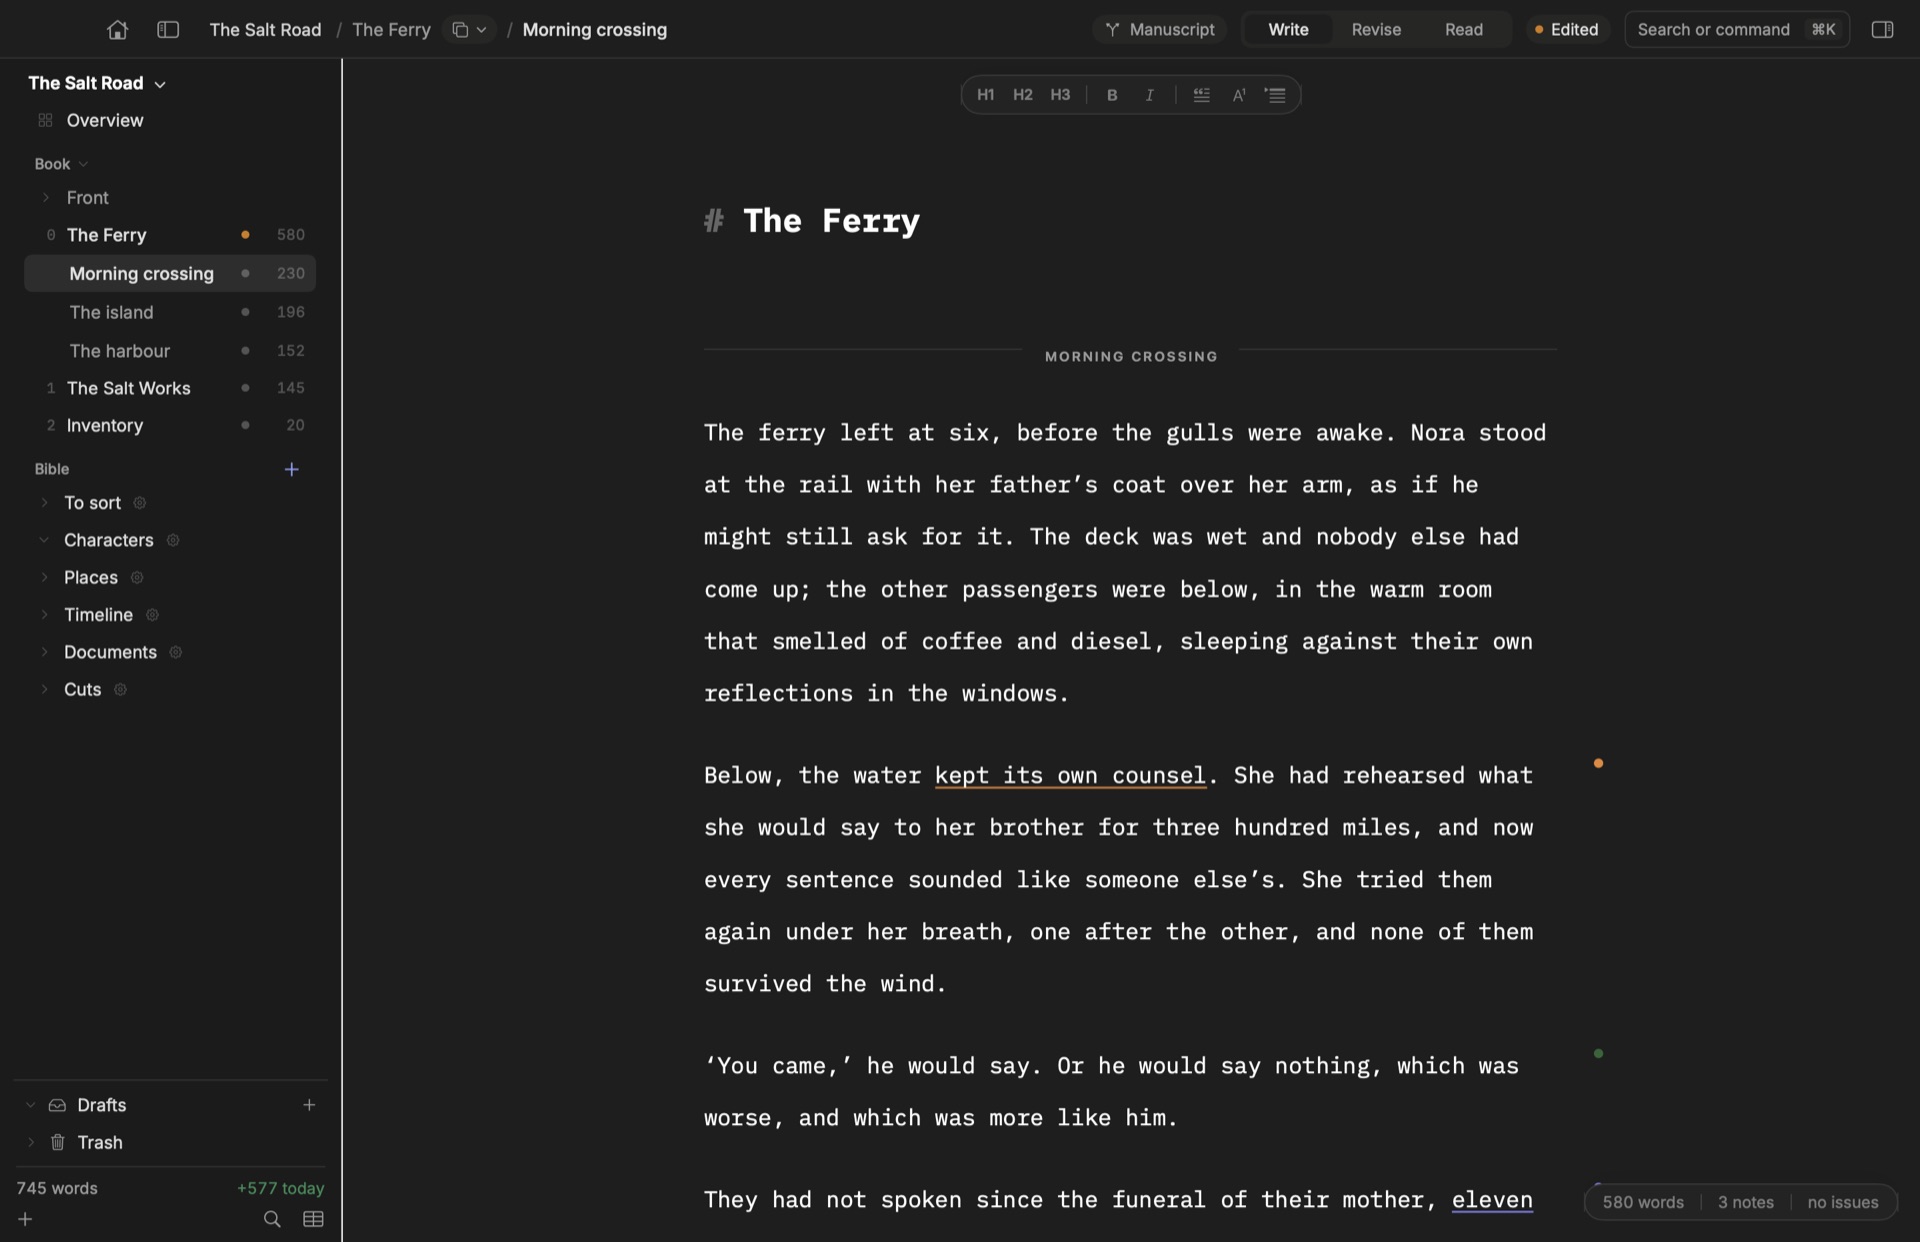 The Salt Road / The Ferry / Morning crossing
Manuscript
Write Revise Read
Edited
Search or command ⌘K
The Salt Road
Overview
Book
Front
0 The Ferry 580
Morning crossing 230
The island 196
The harbour 152
1 The Salt Works 145
2 Inventory 20
Bible +
To sort
Characters
Places
Timeline
Documents
Cuts
Drafts +
Trash
745 words +577 today
+
H1 H2 H3 B I A¹
# The Ferry
MORNING CROSSING
The ferry left at six, before the gulls were awake. Nora stood
at the rail with her father’s coat over her arm, as if he
might still ask for it. The deck was wet and nobody else had
come up; the other passengers were below, in the warm room
that smelled of coffee and diesel, sleeping against their own
reflections in the windows.
Below, the water kept its own counsel. She had rehearsed what
she would say to her brother for three hundred miles, and now
every sentence sounded like someone else’s. She tried them
again under her breath, one after the other, and none of them
survived the wind.
‘You came,’ he would say. Or he would say nothing, which was
worse, and which was more like him.
They had not spoken since the funeral of their mother, eleven
580 words 3 notes no issues